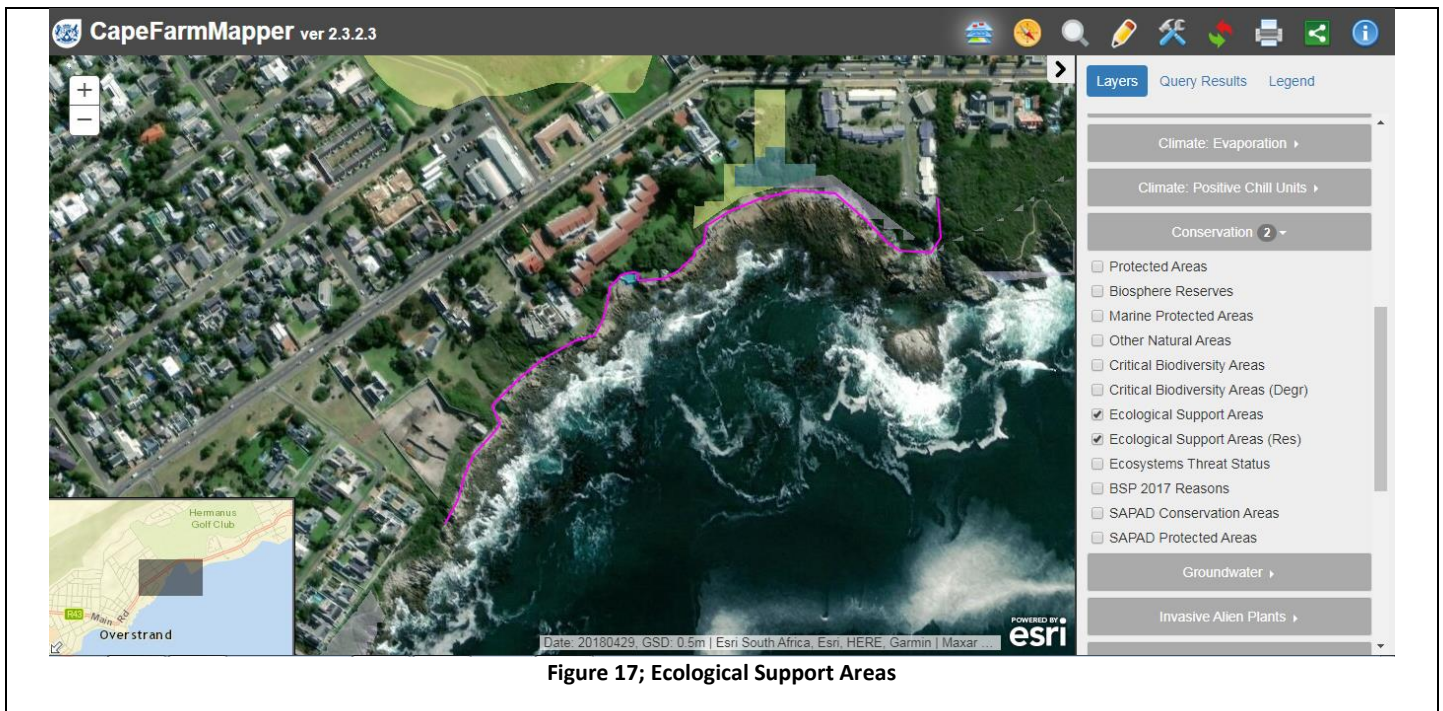 CapeFarmMapper ver 2.3.2.3
+
−
Layers Query Results Legend
Climate: Evaporation
Climate: Positive Chill Units
Conservation 2
Protected Areas
Biosphere Reserves
Marine Protected Areas
Other Natural Areas
Critical Biodiversity Areas
Critical Biodiversity Areas (Degr)
Ecological Support Areas
Ecological Support Areas (Res)
Ecosystems Threat Status
BSP 2017 Reasons
SAPAD Conservation Areas
SAPAD Protected Areas
Groundwater
Invasive Alien Plants
Hermanus
Golf Club
R43
Main Rd
Overstrand
POWERED BY
esri
Date: 20180429, GSD: 0.5m | Esri South Africa, Esri, HERE, Garmin | Maxar ...
Figure 17; Ecological Support Areas